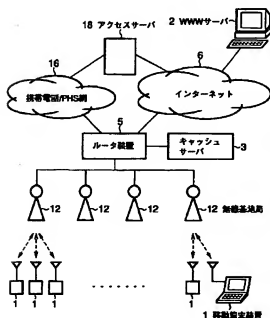 18 アクセスサーバ
2 WWWサーバ
16
携帯電話/PHS網
6
インターネット
5
ルータ装置
キャッシュ
サーバ
3
12
12
12
12 無線基地局
1
1
1
1
1 移動端末装置